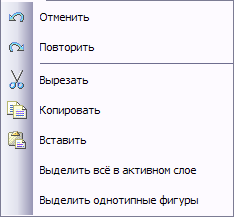 Отменить
Повторить
Вырезать
Копировать
Вставить
Выделить всё в активном слое
Выделить однотипные фигуры